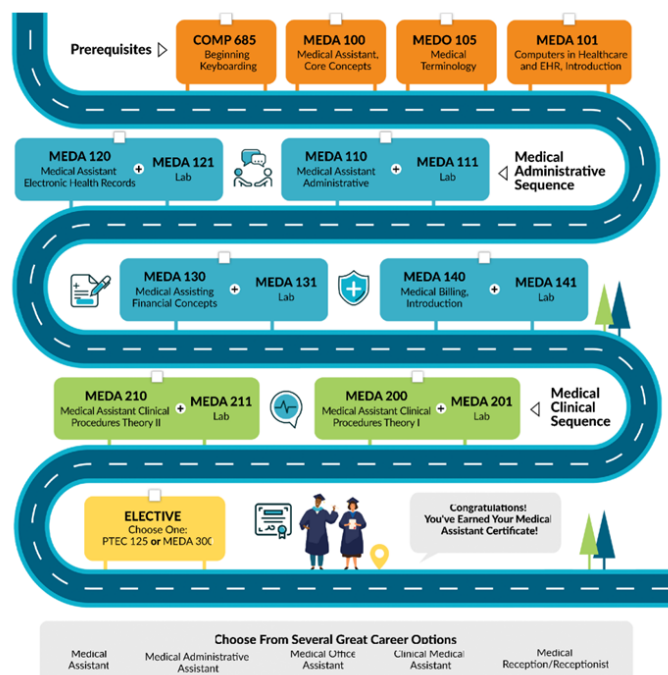 Prerequisites
COMP 685
Beginning
Keyboarding
MEDA 100
Medical Assistant,
Core Concepts
MEDO 105
Medical
Terminology
MEDA 101
Computers in Healthcare
and EHR, Introduction
MEDA 120
Medical Assistant
Electronic Health Records
+
MEDA 121
Lab
MEDA 110
Medical Assistant
Administrative
+
MEDA 111
Lab
Medical
Administrative
Sequence
MEDA 130
Medical Assisting
Financial Concepts
+
MEDA 131
Lab
MEDA 140
Medical Billing,
Introduction
+
MEDA 141
Lab
MEDA 210
Medical Assistant Clinical
Procedures Theory II
+
MEDA 211
Lab
MEDA 200
Medical Assistant Clinical
Procedures Theory I
+
MEDA 201
Lab
Medical
Clinical
Sequence
ELECTIVE
Choose One:
PTEC 125 or MEDA 300
Congratulations!
You've Earned Your Medical
Assistant Certificate!
Choose From Several Great Career Options
Medical
Assistant
Medical Administrative
Assistant
Medical Office
Assistant
Clinical Medical
Assistant
Medical
Reception/Receptionist